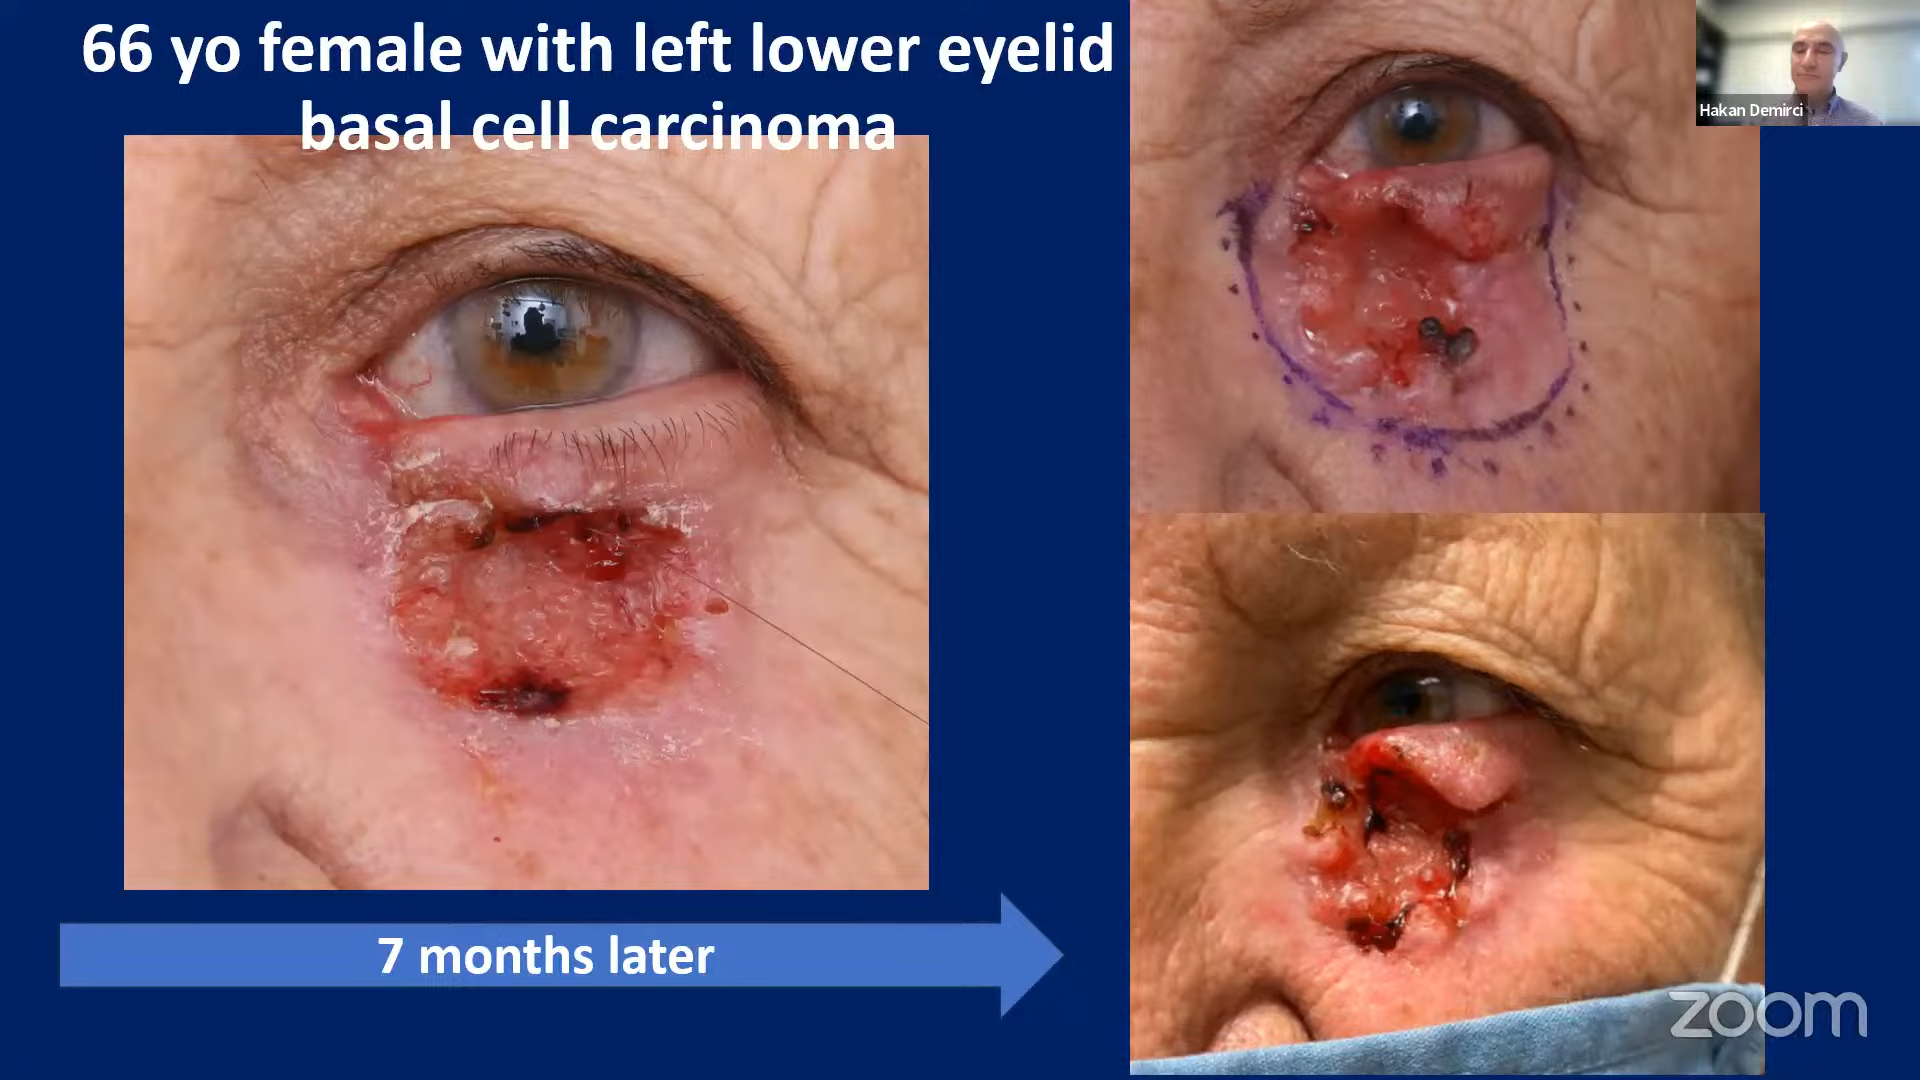 66 yo female with left lower eyelid
basal cell carcinoma
Hakan Demirci
7 months later
zoom